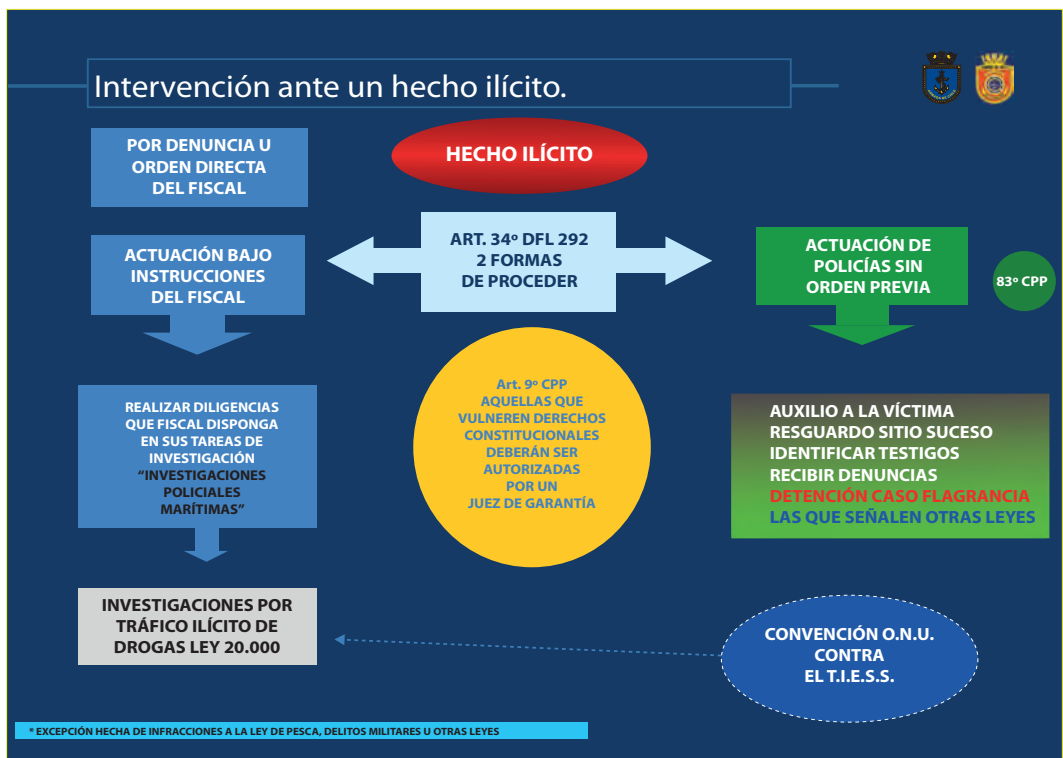 Intervención ante un hecho ilícito.
POR DENUNCIA U
ORDEN DIRECTA
DEL FISCAL
HECHO ILÍCITO
ART. 34º DFL 292
2 FORMAS
DE PROCEDER
ACTUACIÓN BAJO
INSTRUCCIONES
DEL FISCAL
ACTUACIÓN DE
POLICÍAS SIN
ORDEN PREVIA
83º CPP
REALIZAR DILIGENCIAS
QUE FISCAL DISPONGA
EN SUS TAREAS DE
INVESTIGACIÓN
“INVESTIGACIONES
POLICIALES
MARÍTIMAS”
Art. 9º CPP
AQUELLAS QUE
VULNEREN DERECHOS
CONSTITUCIONALES
DEBERÁN SER
AUTORIZADAS
POR UN
JUEZ DE GARANTÍA
AUXILIO A LA VÍCTIMA
RESGUARDO SITIO SUCESO
IDENTIFICAR TESTIGOS
RECIBIR DENUNCIAS
DETENCIÓN CASO FLAGRANCIA
LAS QUE SEÑALEN OTRAS LEYES
INVESTIGACIONES POR
TRÁFICO ILÍCITO DE
DROGAS LEY 20.000
CONVENCIÓN O.N.U.
CONTRA
EL T.I.E.S.S.
* EXCEPCIÓN HECHA DE INFRACCIONES A LA LEY DE PESCA, DELITOS MILITARES U OTRAS LEYES